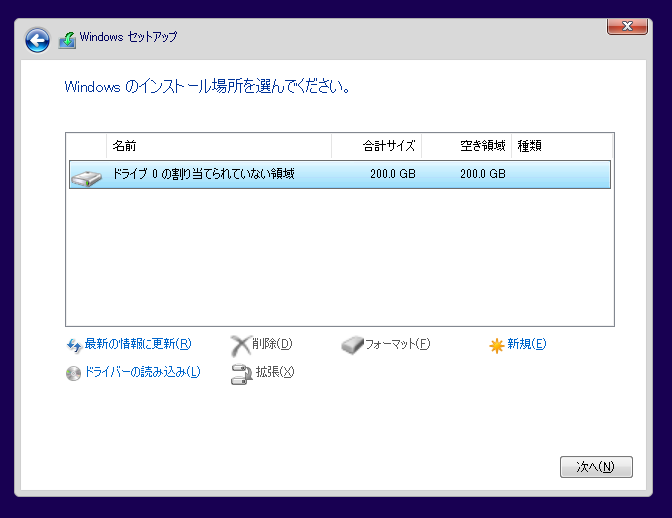 Windows セットアップ
Windows のインストール場所を選んでください。
名前 合計サイズ 空き領域 種類
ドライブ 0 の割り当てられていない領域 200.0 GB 200.0 GB
最新の情報に更新(R) 削除(D) フォーマット(F) 新規(E)
ドライバーの読み込み(L) 拡張(X)
次へ(N)